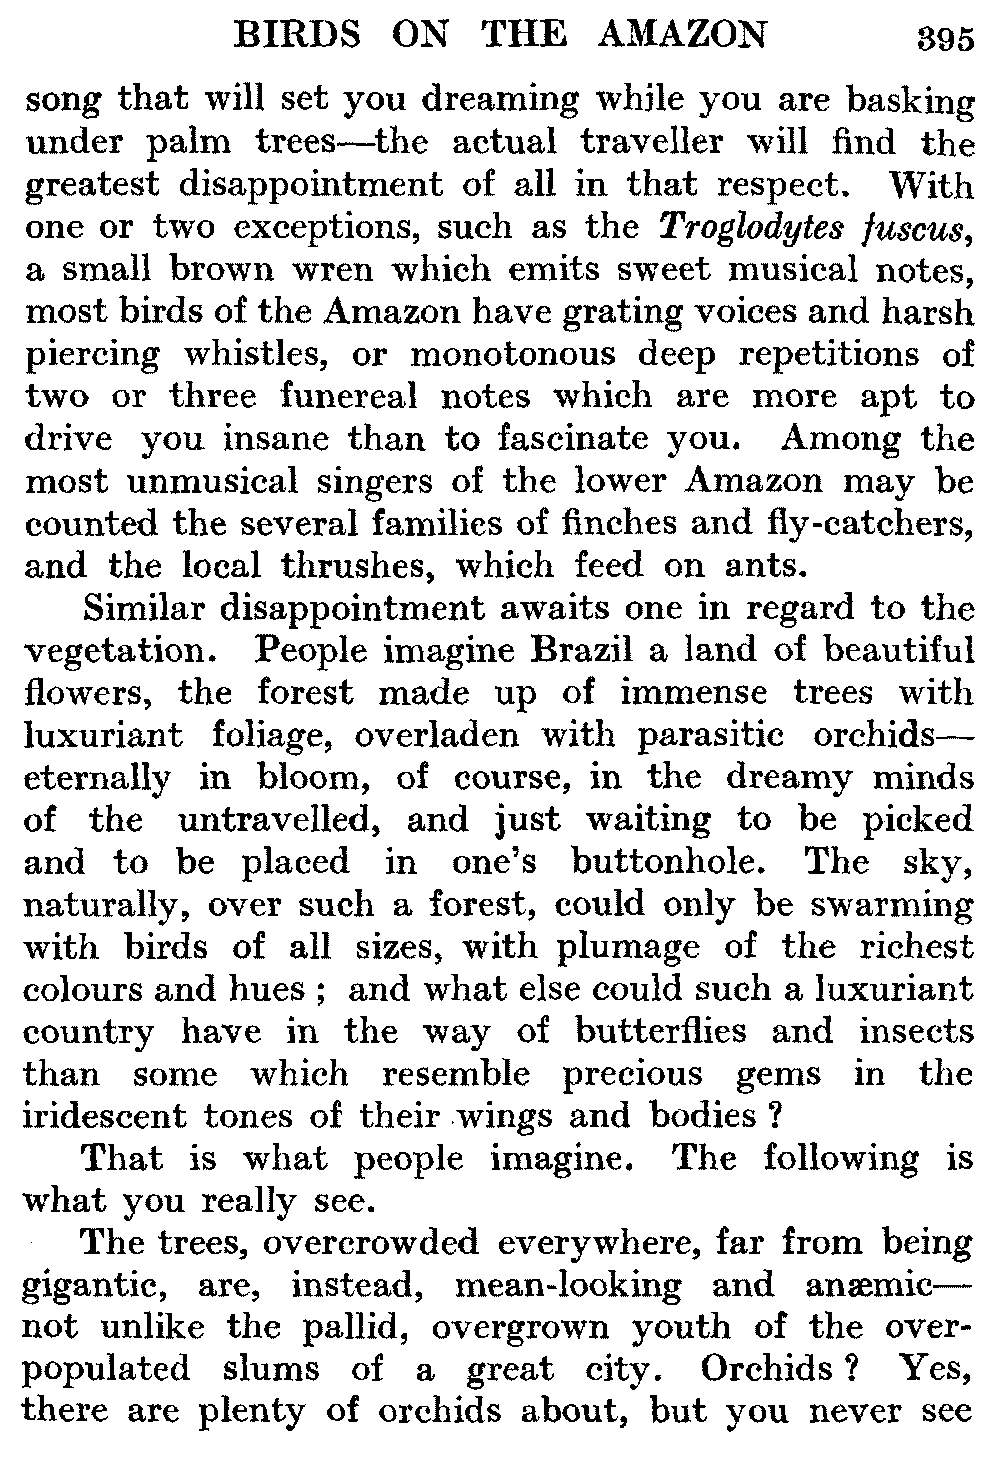 BIRDS ON THE AMAZON 395
song that will set you dreaming while you are basking
under palm trees—the actual traveller will find the
greatest disappointment of all in that respect. With
one or two exceptions, such as the Troglodytes fuscus,
a small brown wren which emits sweet musical notes,
most birds of the Amazon have grating voices and harsh
piercing whistles, or monotonous deep repetitions of
two or three funereal notes which are more apt to
drive you insane than to fascinate you. Among the
most unmusical singers of the lower Amazon may be
counted the several families of finches and fly-catchers,
and the local thrushes, which feed on ants.
Similar disappointment awaits one in regard to the
vegetation. People imagine Brazil a land of beautiful
flowers, the forest made up of immense trees with
luxuriant foliage, overladen with parasitic orchids—
eternally in bloom, of course, in the dreamy minds
of the untravelled, and just waiting to be picked
and to be placed in one's buttonhole. The sky,
naturally, over such a forest, could only be swarming
with birds of all sizes, with plumage of the richest
colours and hues ; and what else could such a luxuriant
country have in the way of butterflies and insects
than some which resemble precious gems in the
iridescent tones of their wings and bodies ?
That is what people imagine. The following is
what you really see.
The trees, overcrowded everywhere, far from being
gigantic, are, instead, mean-looking and anæmic—
not unlike the pallid, overgrown youth of the over-
populated slums of a great city. Orchids ? Yes,
there are plenty of orchids about, but you never see